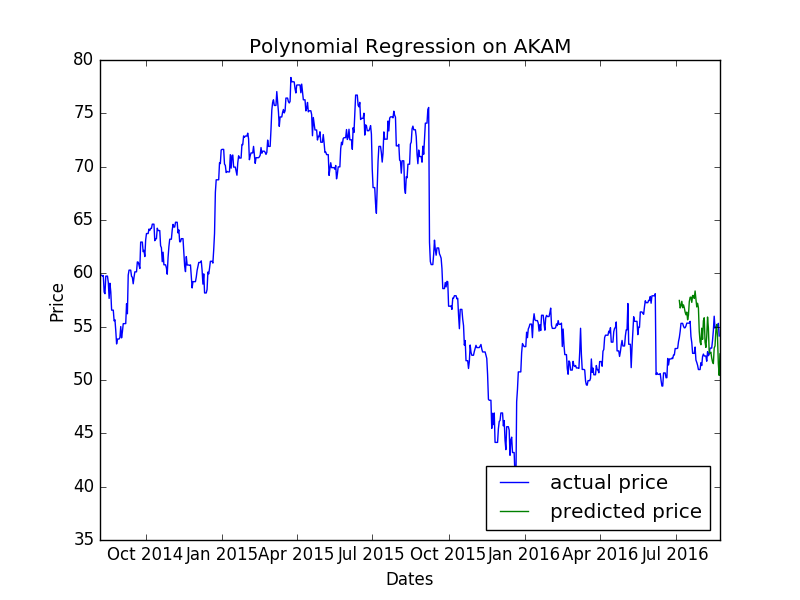 Polynomial Regression on AKAM
80
75
70
65
60
55
50
45
40
35
Price
actual price
predicted price
Oct 2014 Jan 2015 Apr 2015 Jul 2015 Oct 2015 Jan 2016 Apr 2016 Jul 2016
Dates